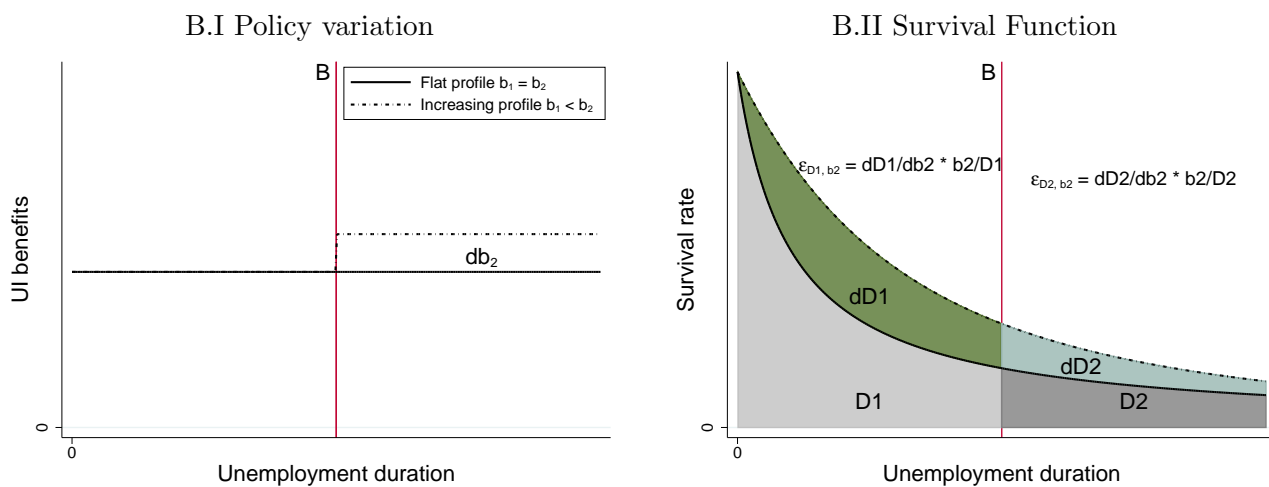 B.I Policy variation
B
Flat profile b₁ = b₂
Increasing profile b₁ < b₂
UI benefits
db₂
0
0
Unemployment duration
B.II Survival Function
B
εD1, b2 = dD1/db2 * b2/D1
εD2, b2 = dD2/db2 * b2/D2
Survival rate
dD1
dD2
D1
D2
0
0
Unemployment duration